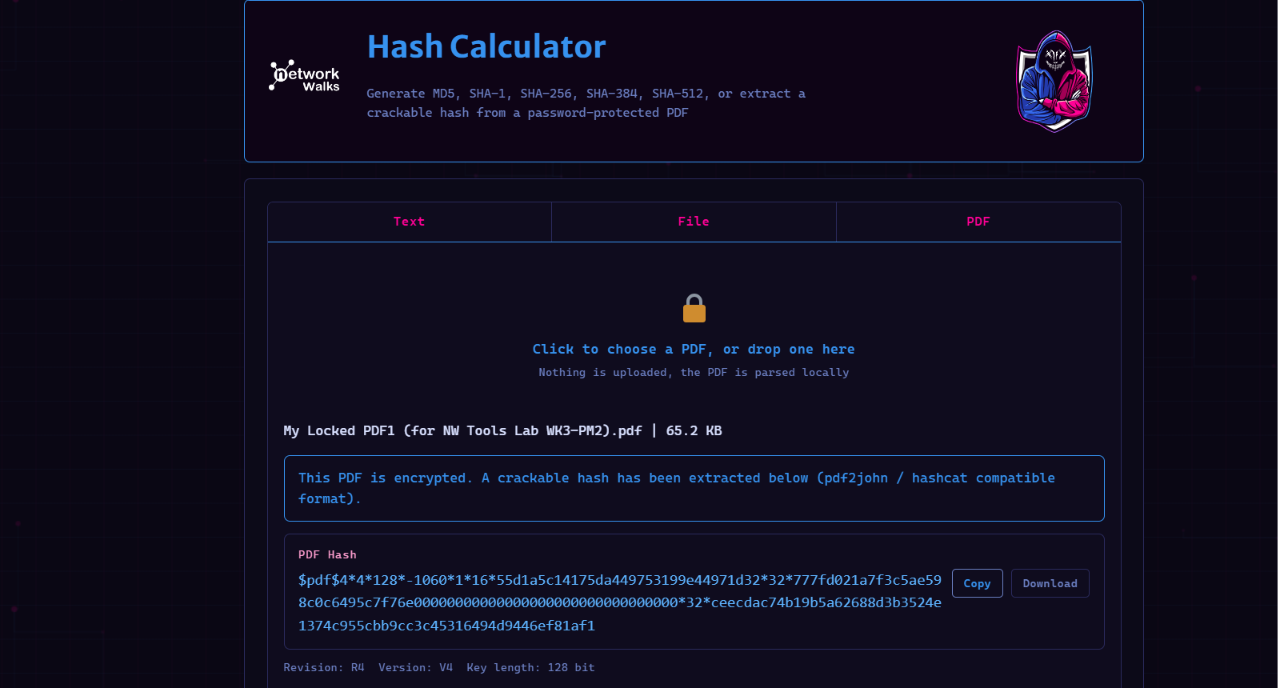 network
Walks
Hash Calculator
Generate MD5, SHA-1, SHA-256, SHA-384, SHA-512, or extract a
crackable hash from a password-protected PDF
Text
File
PDF
Click to choose a PDF, or drop one here
Nothing is uploaded, the PDF is parsed locally
My Locked PDF1 (for NW Tools Lab WK3-PM2).pdf | 65.2 KB
This PDF is encrypted. A crackable hash has been extracted below (pdf2john / hashcat compatible
format).
PDF Hash
$pdf$4*4*128*-1060*1*16*55d1a5c14175da449753199e44971d32*32*777fd021a7f3c5ae59
8c0c6495c7f76e00000000000000000000000000000000*32*ceecdac74b19b5a62688d3b3524e
1374c955cbb9cc3c45316494d9446ef81af1
Copy
Download
Revision: R4 Version: V4 Key length: 128 bit